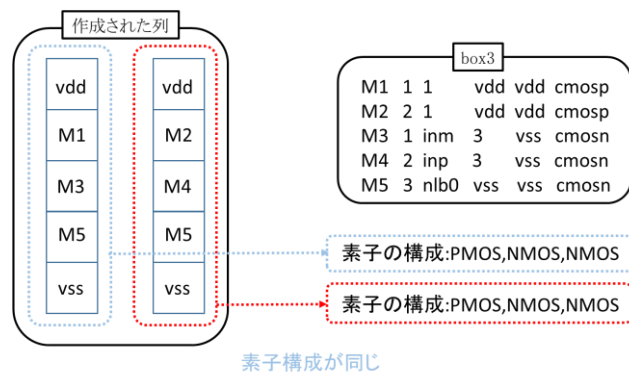 作成された列
vdd
M1
M3
M5
vss
vdd
M2
M4
M5
vss
box3
M1 1 1 vdd vdd cmosp
M2 2 1 vdd vdd cmosp
M3 1 inm 3 vss cmosn
M4 2 inp 3 vss cmosn
M5 3 nlb0 vss vss cmosn
素子の構成:PMOS,NMOS,NMOS
素子の構成:PMOS,NMOS,NMOS
素子構成が同じ